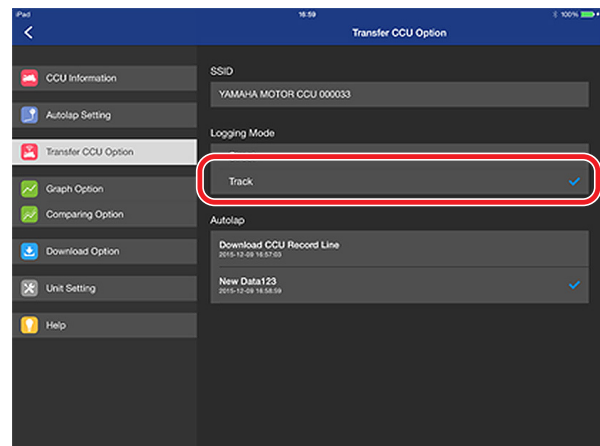 iPad 16:59 100%
Transfer CCU Option
CCU Information
Autolap Setting
Transfer CCU Option
Graph Option
Comparing Option
Download Option
Unit Setting
Help
SSID
YAMAHA MOTOR CCU 000033
Logging Mode
Track
Autolap
Download CCU Record Line
2015-12-09 16:57:03
New Data123
2015-12-09 16:58:59